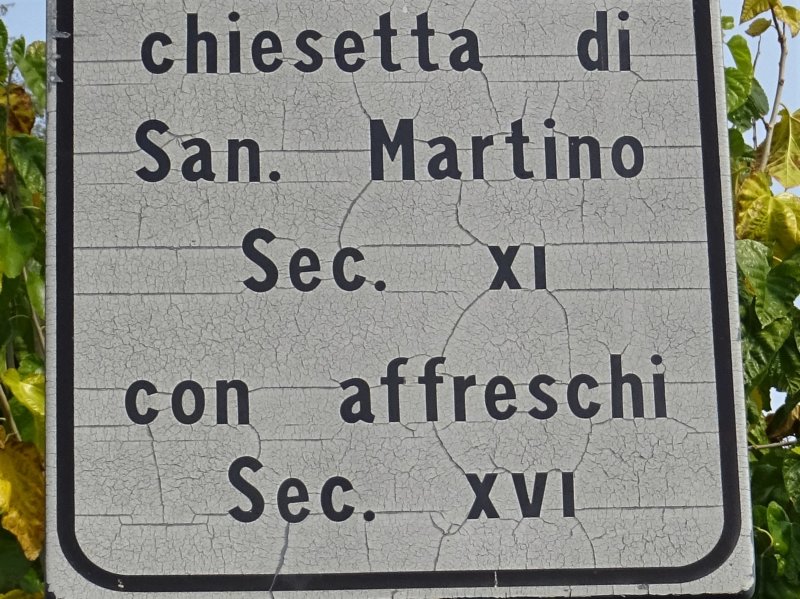 chiesetta di
San. Martino
Sec. XI
con affreschi
Sec. XVI